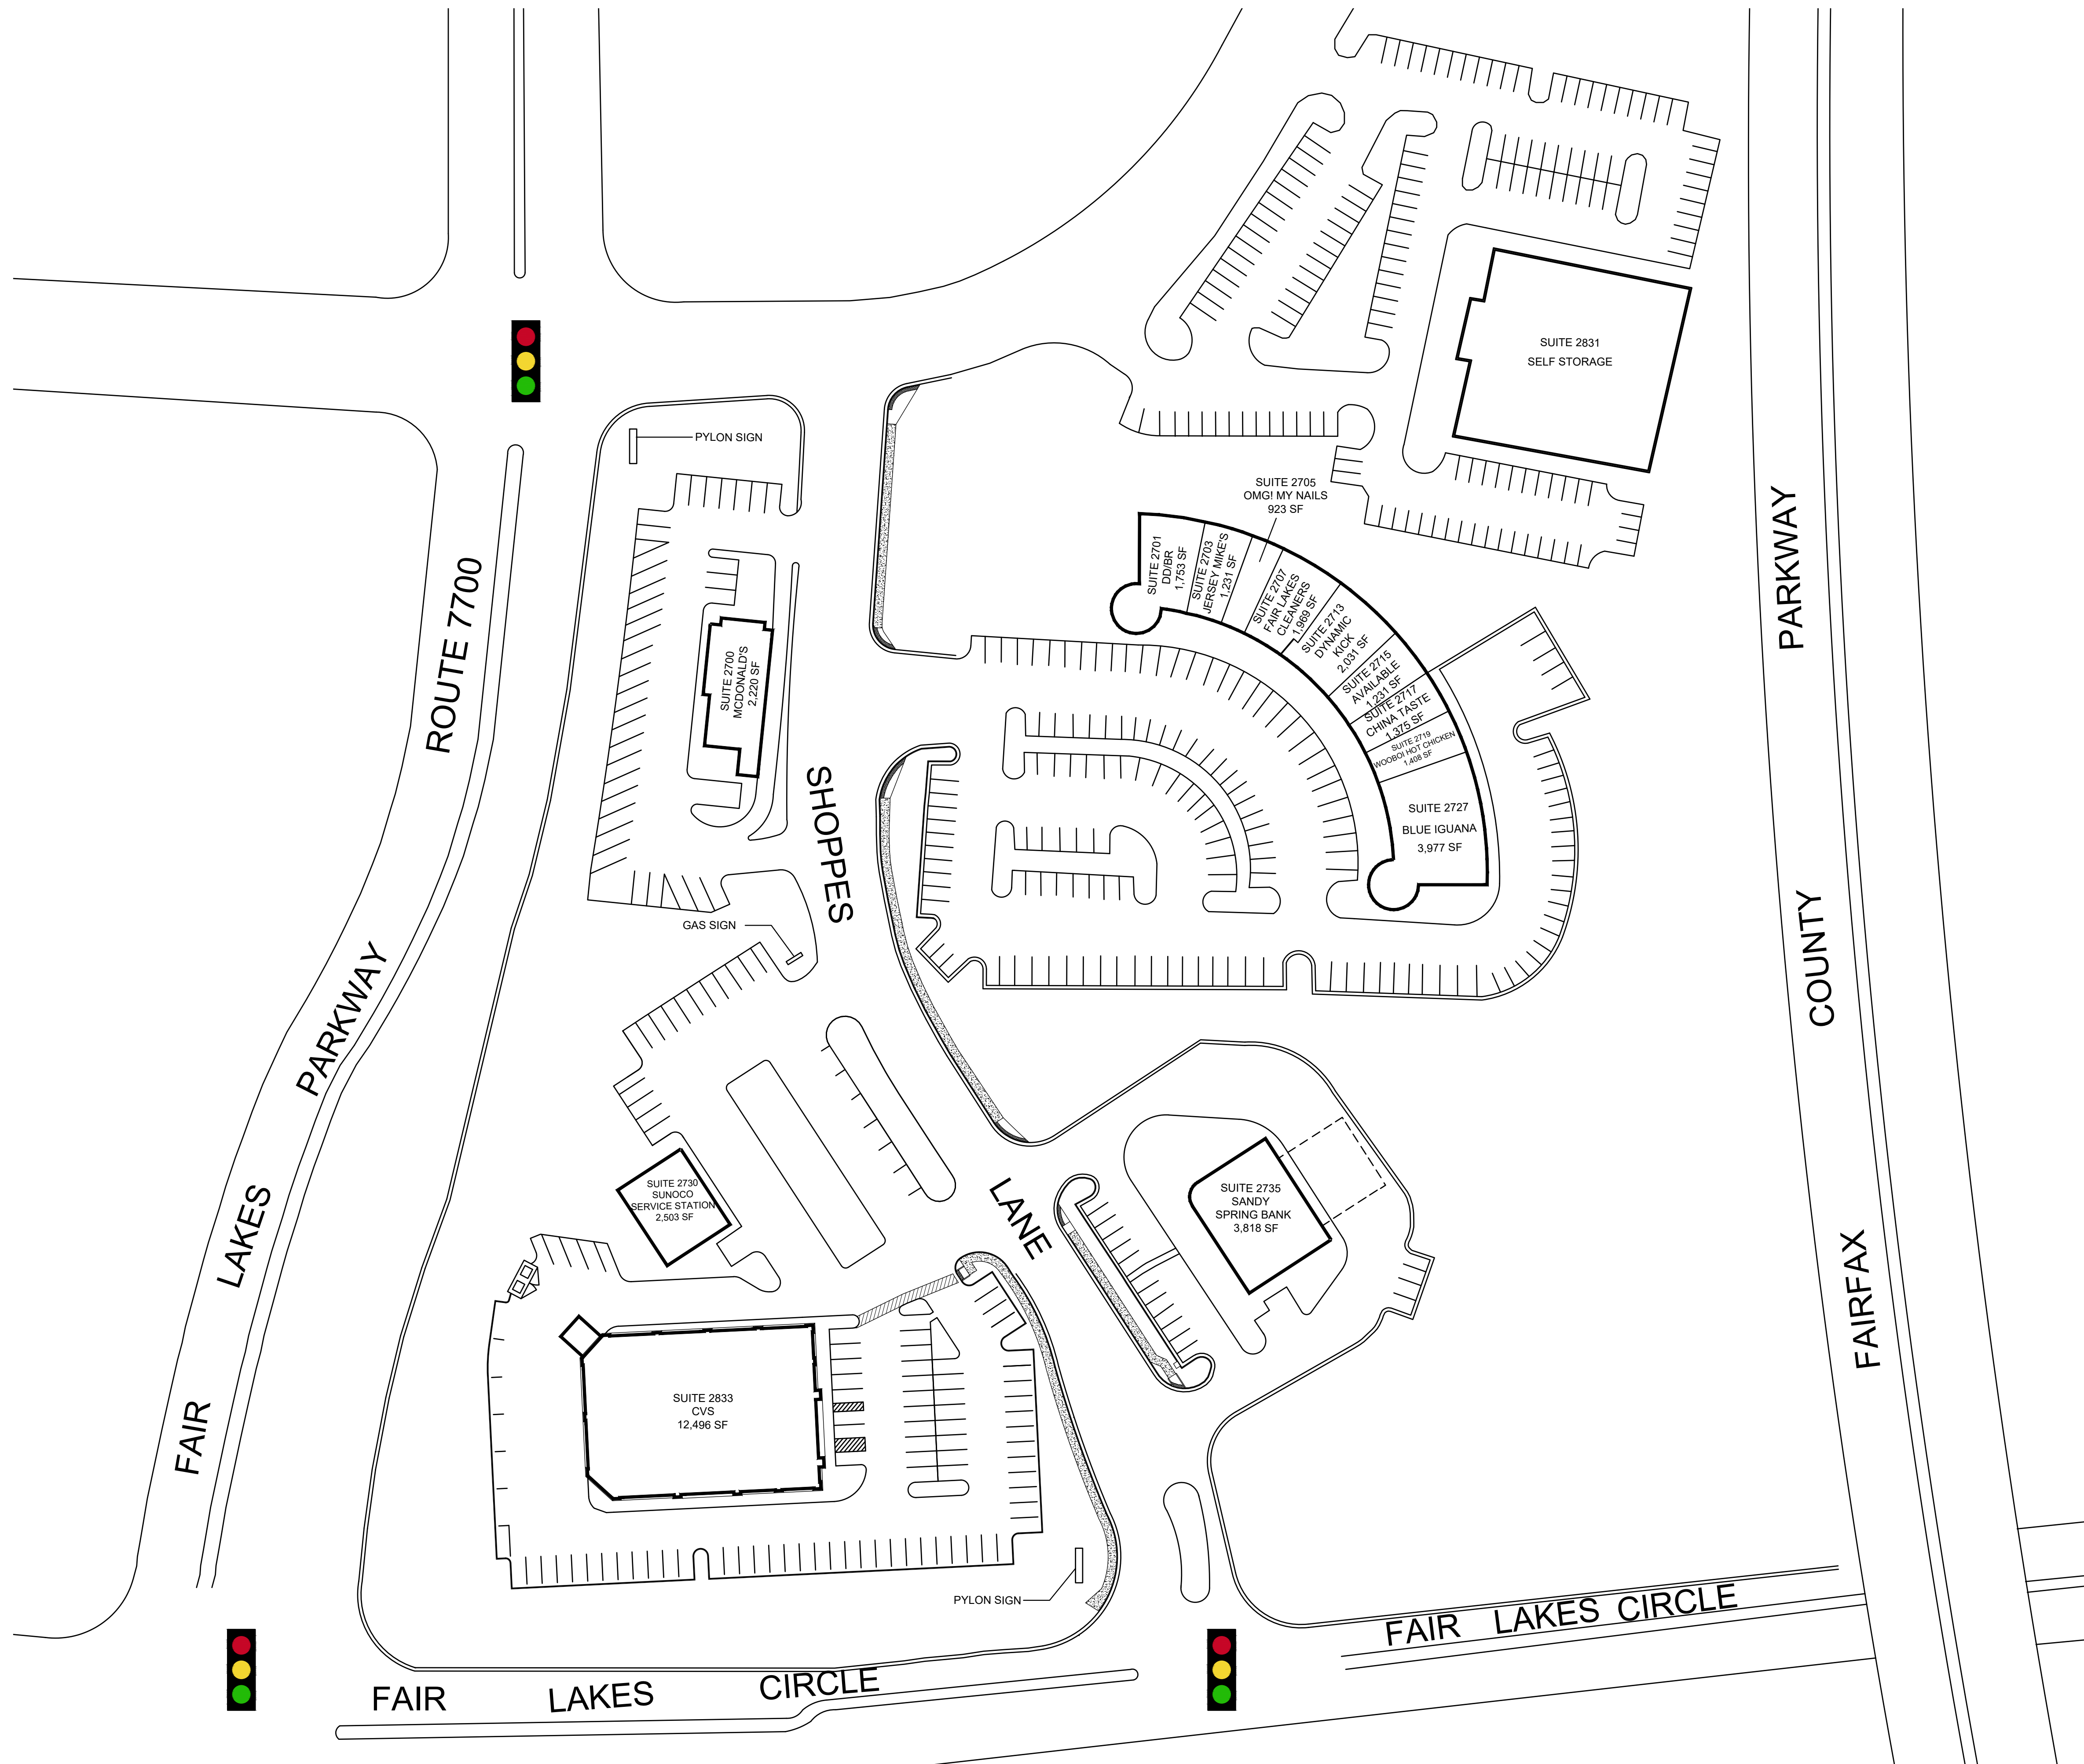 SUITE 2831
SELF STORAGE
PYLON SIGN
SUITE 2705
OMG! MY NAILS
923 SF
SUITE 2701
DD/BR
1,753 SF
SUITE 2703
JERSEY MIKE'S
1,231 SF
SUITE 2707
FAIR LAKES
CLEANERS
1,969 SF
SUITE 2713
DYNAMIC
KICK
2,031 SF
SUITE 2715
AVAILABLE
1,231 SF
SUITE 2717
CHINA TASTE
1,375 SF
SUITE 2719
WOOBOI HOT CHICKEN
1,408 SF
SUITE 2727
BLUE IGUANA
3,977 SF
SUITE 2700
MCDONALD'S
2,220 SF
GAS SIGN
SUITE 2730
SUNOCO
SERVICE STATION
2,503 SF
SUITE 2735
SANDY
SPRING BANK
3,818 SF
SUITE 2833
CVS
12,496 SF
PYLON SIGN
SHOPPES LANE
FAIR LAKES PARKWAY ROUTE 7700
FAIRFAX COUNTY PARKWAY
FAIR LAKES CIRCLE
FAIR LAKES CIRCLE